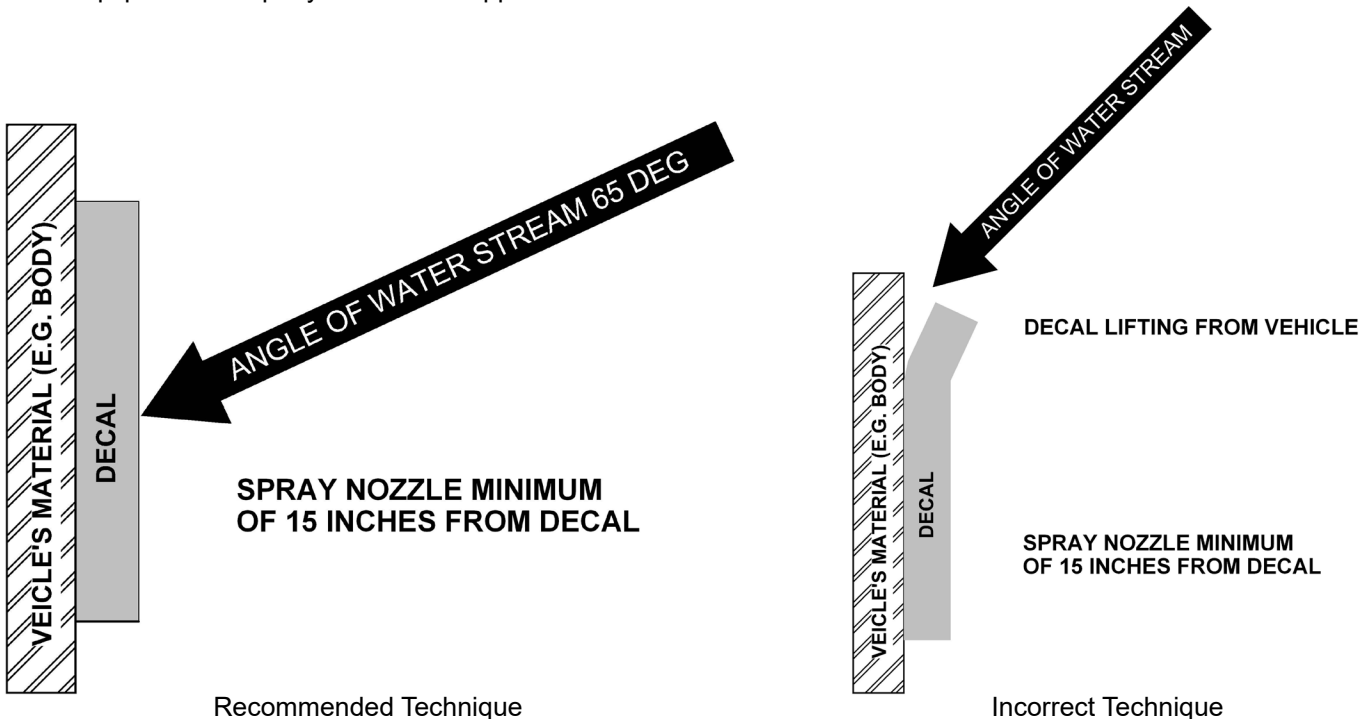 VEICLE'S MATERIAL (E.G. BODY)
DECAL
ANGLE OF WATER STREAM 65 DEG
SPRAY NOZZLE MINIMUM
OF 15 INCHES FROM DECAL
Recommended Technique
VEICLE'S MATERIAL (E.G. BODY)
DECAL
ANGLE OF WATER STREAM
DECAL LIFTING FROM VEHICLE
SPRAY NOZZLE MINIMUM
OF 15 INCHES FROM DECAL
Incorrect Technique